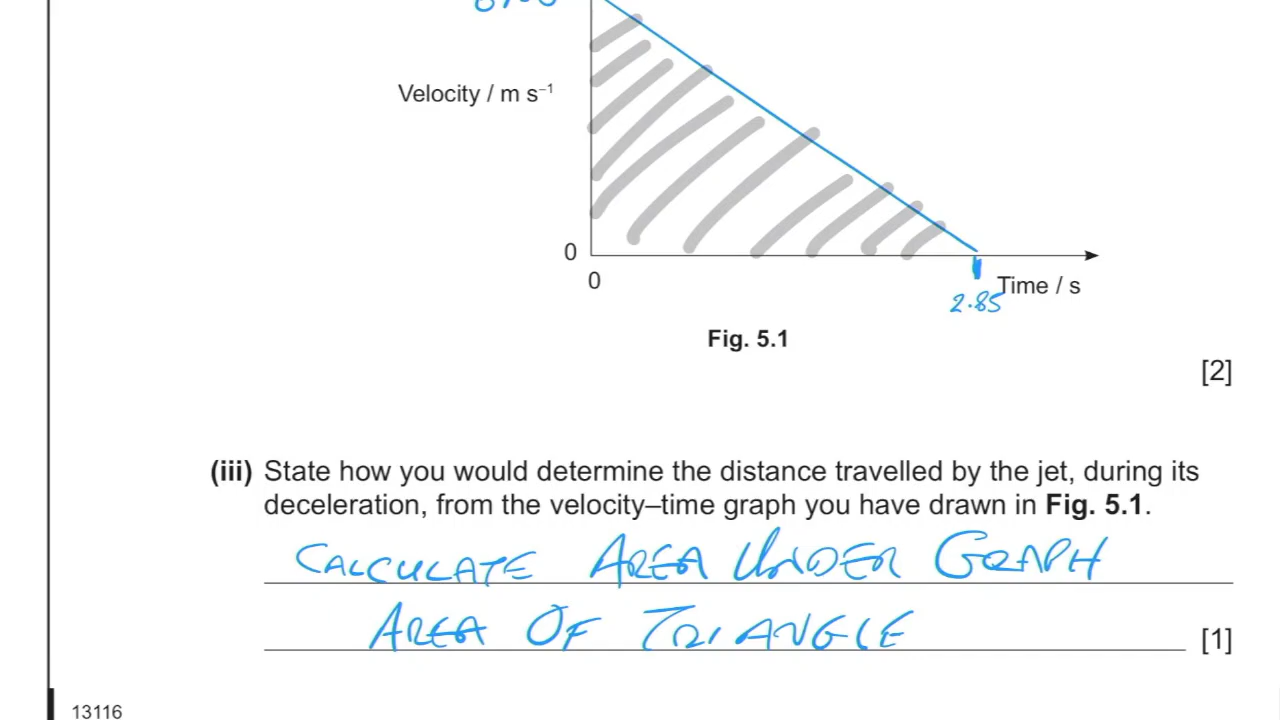 Velocity / m s⁻¹
0
0
Time / s
2.85
Fig. 5.1
[2]
(iii) State how you would determine the distance travelled by the jet, during its
deceleration, from the velocity–time graph you have drawn in Fig. 5.1.
CALCULATE AREA UNDER GRAPH
AREA OF TRIANGLE [1]
13116